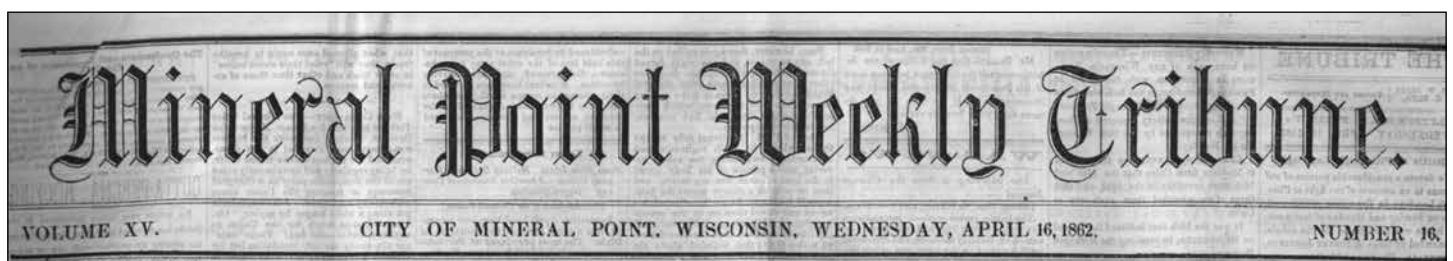 Mineral Point Weekly Tribune.
VOLUME XV. CITY OF MINERAL POINT, WISCONSIN, WEDNESDAY, APRIL 16, 1862. NUMBER 16.